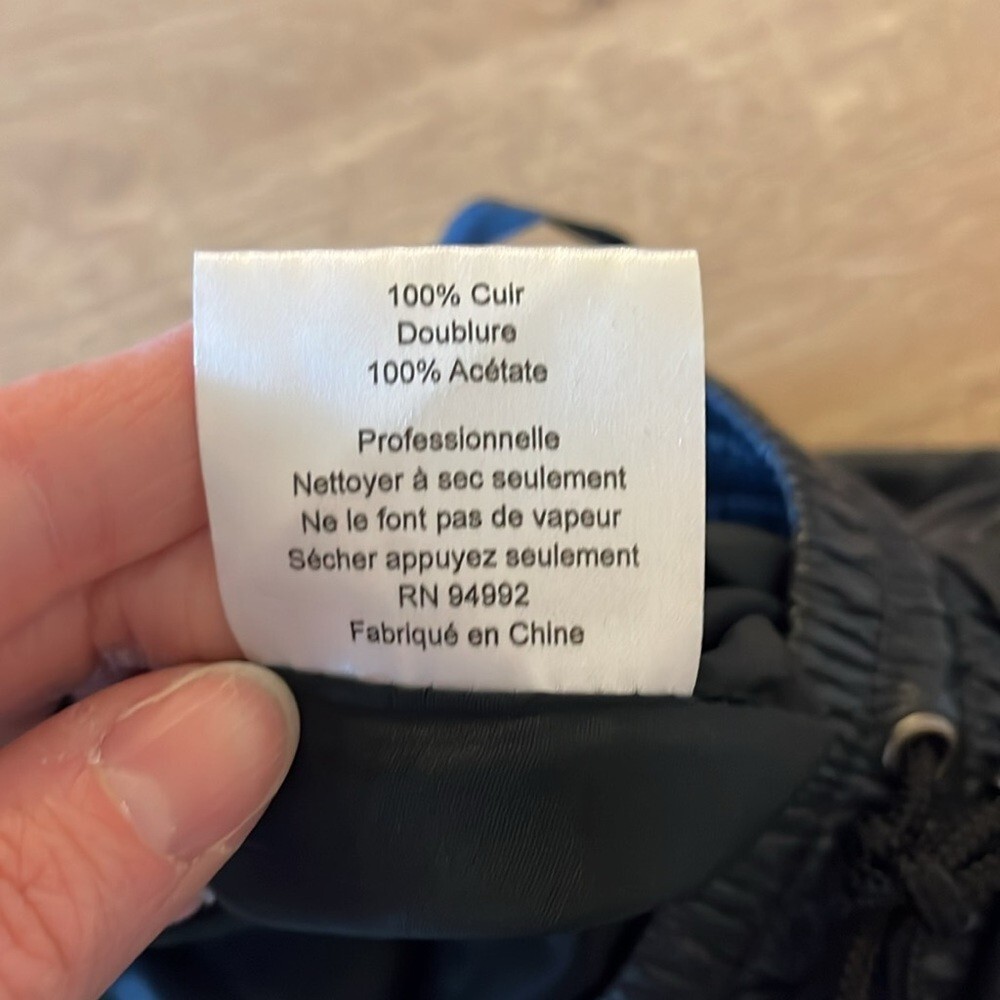 100% Cuir
Doublure
100% Acétate
Professionnelle
Nettoyer à sec seulement
Ne le font pas de vapeur
Sécher appuyez seulement
RN 94992
Fabriqué en Chine